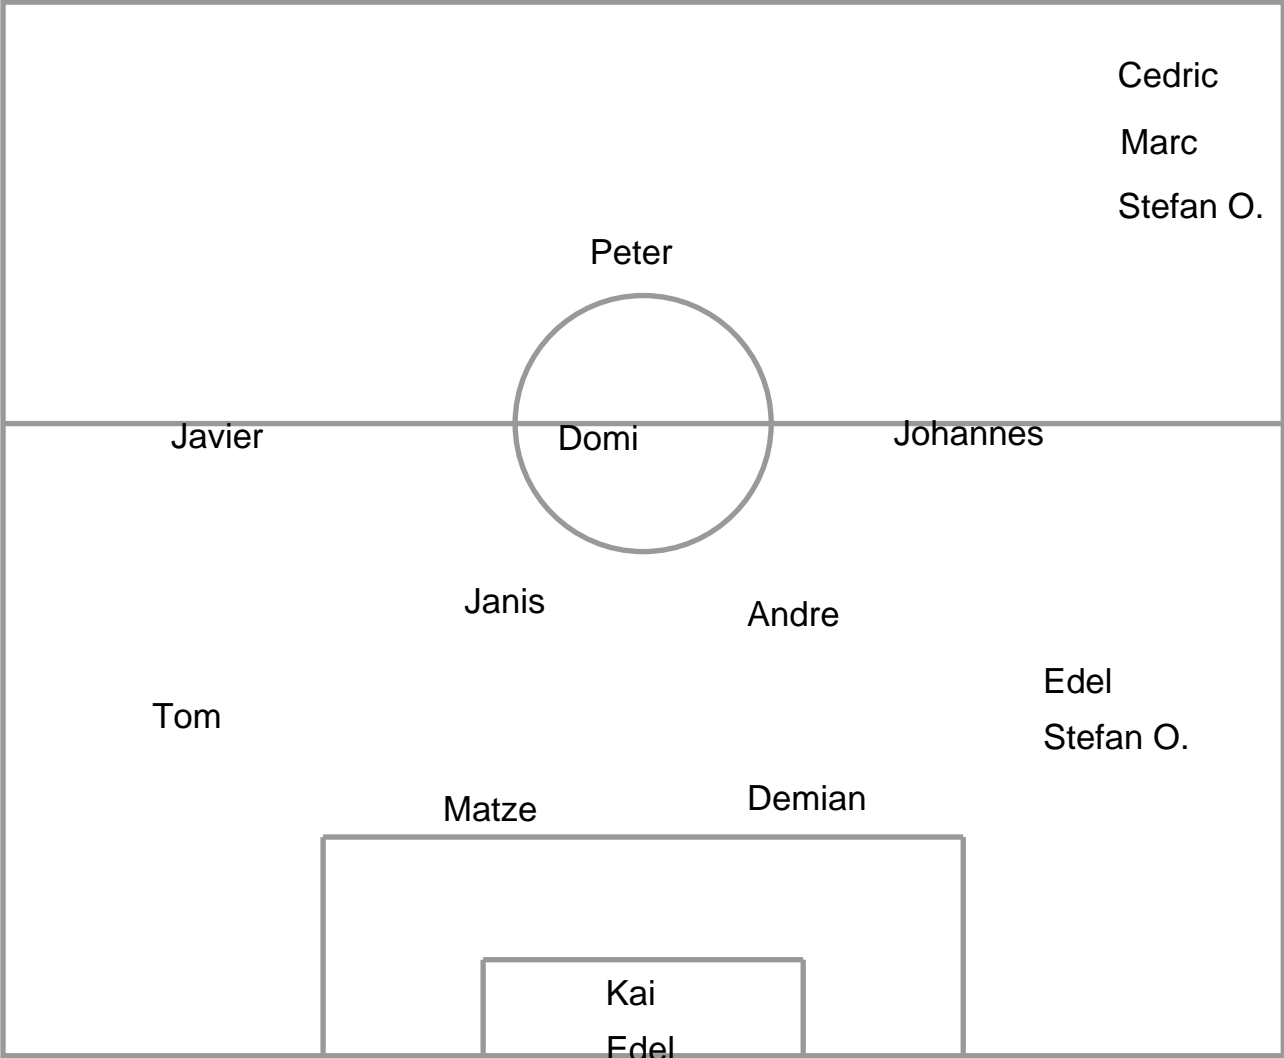 Cedric
Marc
Stefan O.
Peter
Javier Domi Johannes
Janis Andre
Edel
Tom
Stefan O.
Matze Demian
Kai
Edel